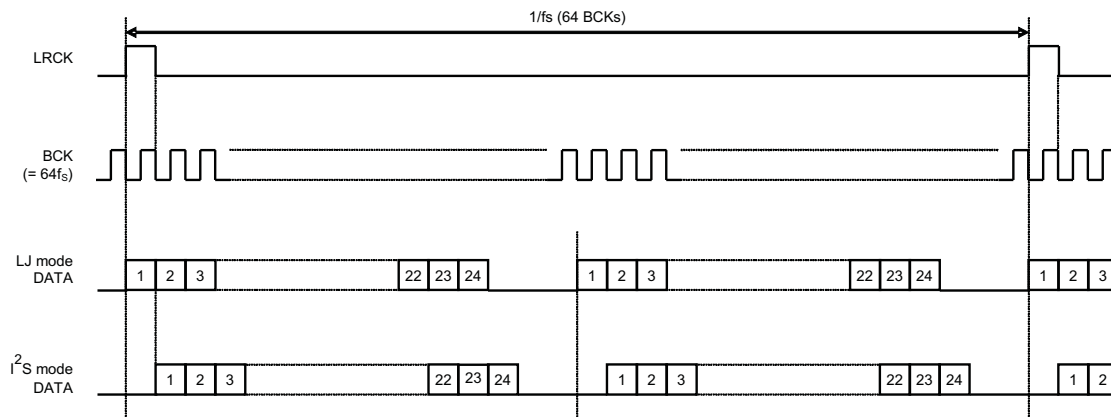 1/fs (64 BCKs)
LRCK
BCK
(= 64fS)
LJ mode
DATA
1 2 3 22 23 24 1 2 3 22 23 24 1 2 3
I2S mode
DATA
1 2 3 22 23 24 1 2 3 22 23 24 1 2